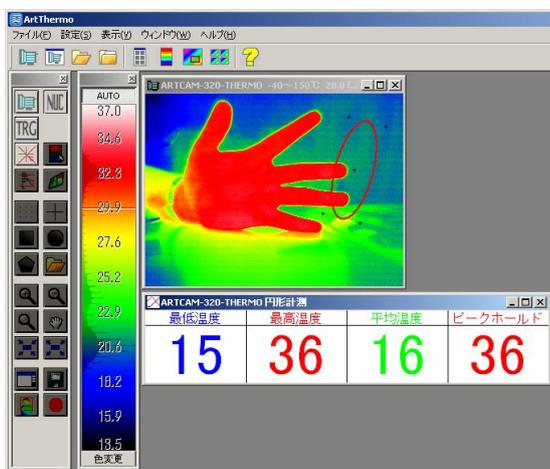 ArtThermo
ファイル(F) 設定(S) 表示(V) ウィンドウ(W) ヘルプ(H)
NUC
TRG
AUTO
37.0
34.6
32.3
29.9
27.6
25.2
22.9
20.6
18.2
15.9
13.5
色変更
ARTCAM-320-THERMO -40～150℃
ARTCAM-320-THERMO 円形計測
最低温度 最高温度 平均温度 ピークホールド
15 36 16 36